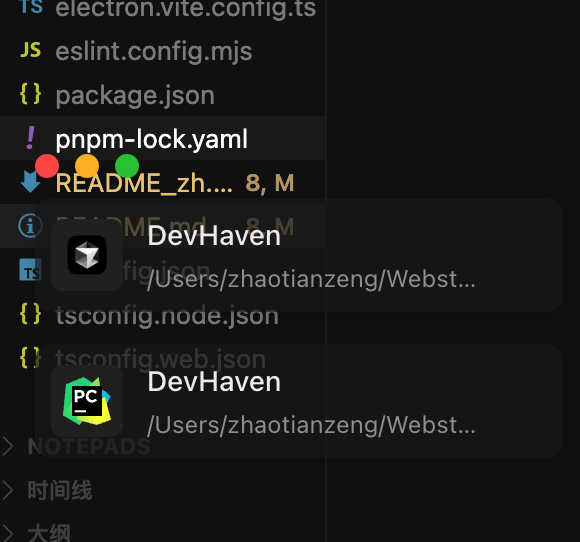 TS electron.vite.config.ts
JS eslint.config.mjs
{} package.json
! pnpm-lock.yaml
README_zh.... 8, M
README.md 8, M
DevHaven
TS fig.json
/Users/zhaotianzeng/Webst...
{} tsconfig.node.json
{} tsconfig.web.json
DevHaven
PC
/Users/zhaotianzeng/Webst...
NOTEPADS
时间线
大纲